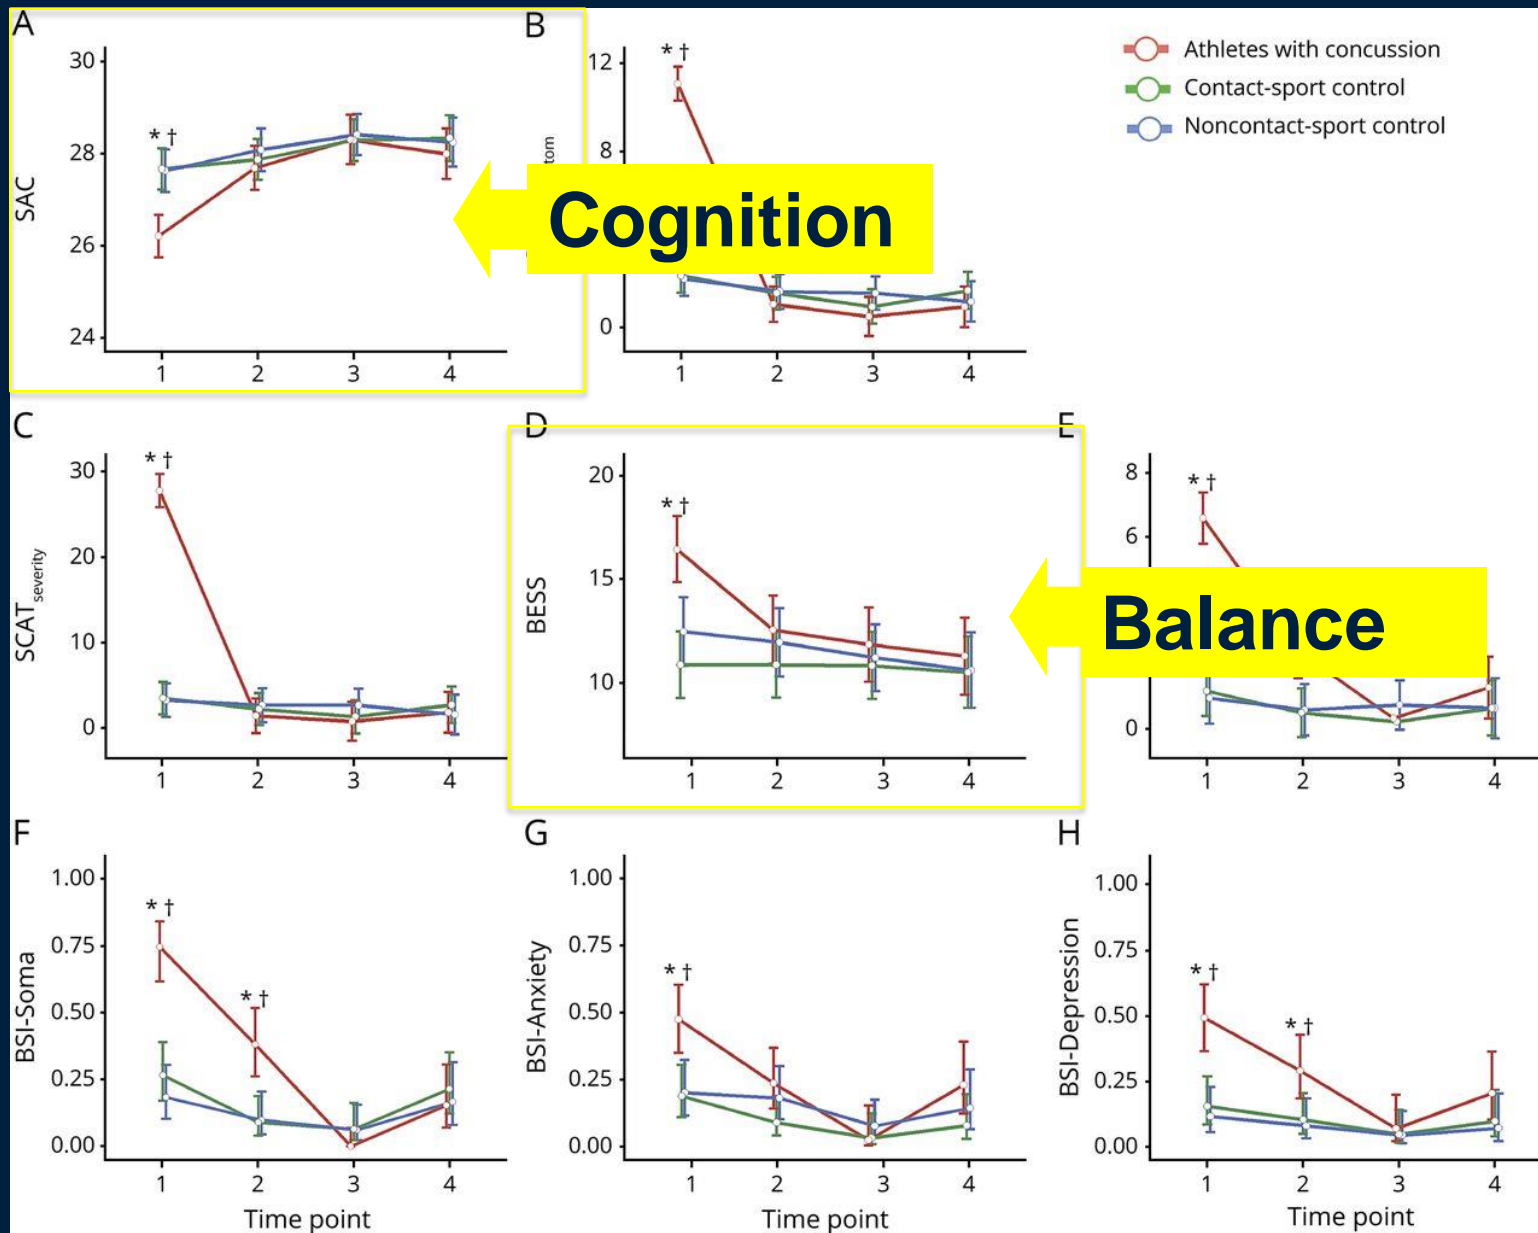 A
30
28
26
24
SAC
* †
1 2 3 4
B
12
8
0
tom
* †
1 2 3 4
Athletes with concussion
Contact-sport control
Noncontact-sport control
Cognition
C
30
20
10
0
SCAT severity
* †
1 2 3 4
D
20
15
10
BESS
* †
1 2 3 4
E
8
6
0
* †
1 2 3 4
Balance
F
1.00
0.75
0.50
0.25
0.00
BSI-Soma
* †
* †
1 2 3 4
Time point
G
1.00
0.75
0.50
0.25
0.00
BSI-Anxiety
* †
1 2 3 4
Time point
H
1.00
0.75
0.50
0.25
0.00
BSI-Depression
* †
* †
1 2 3 4
Time point